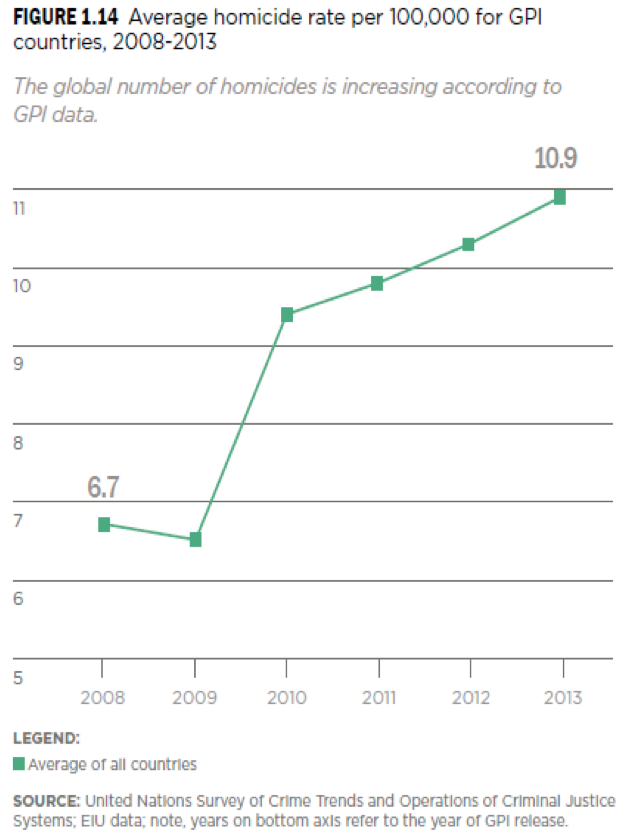 FIGURE 1.14 Average homicide rate per 100,000 for GPI
countries, 2008-2013
The global number of homicides is increasing according to
GPI data.
10.9
11
10
9
8
6.7
7
6
5
2008 2009 2010 2011 2012 2013
LEGEND:
Average of all countries
SOURCE: United Nations Survey of Crime Trends and Operations of Criminal Justice
Systems; EIU data; note, years on bottom axis refer to the year of GPI release.